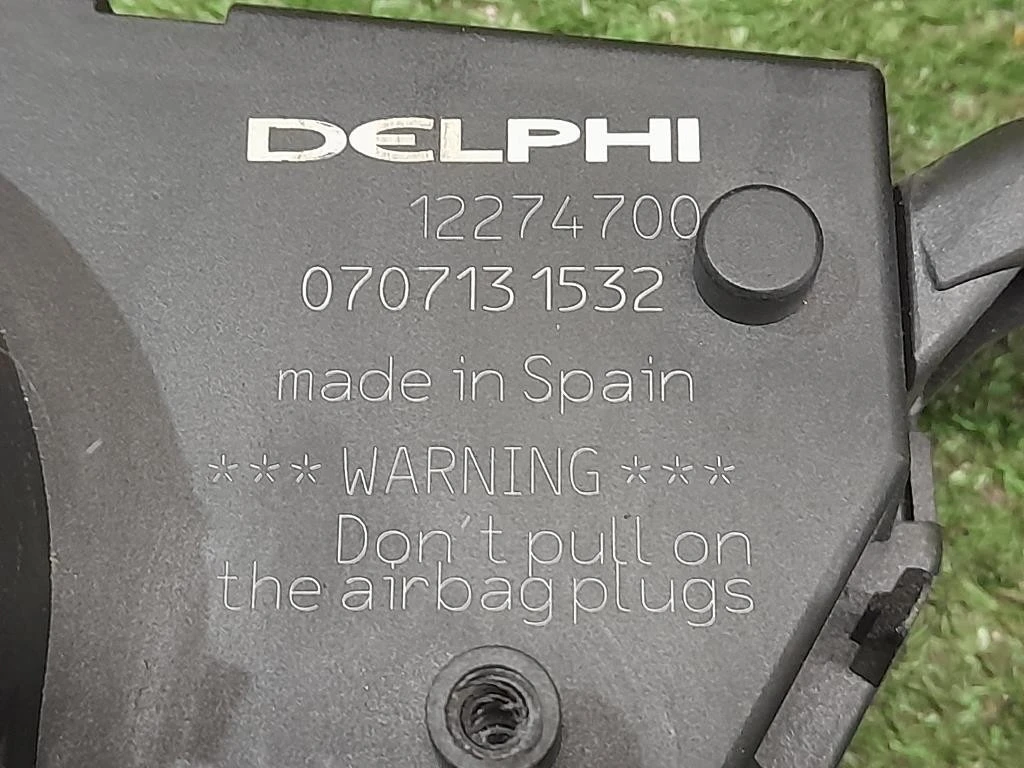 DELPHI
12274700
070713 1532
made in Spain
*** WARNING ***
Don't pull on
the airbag plugs